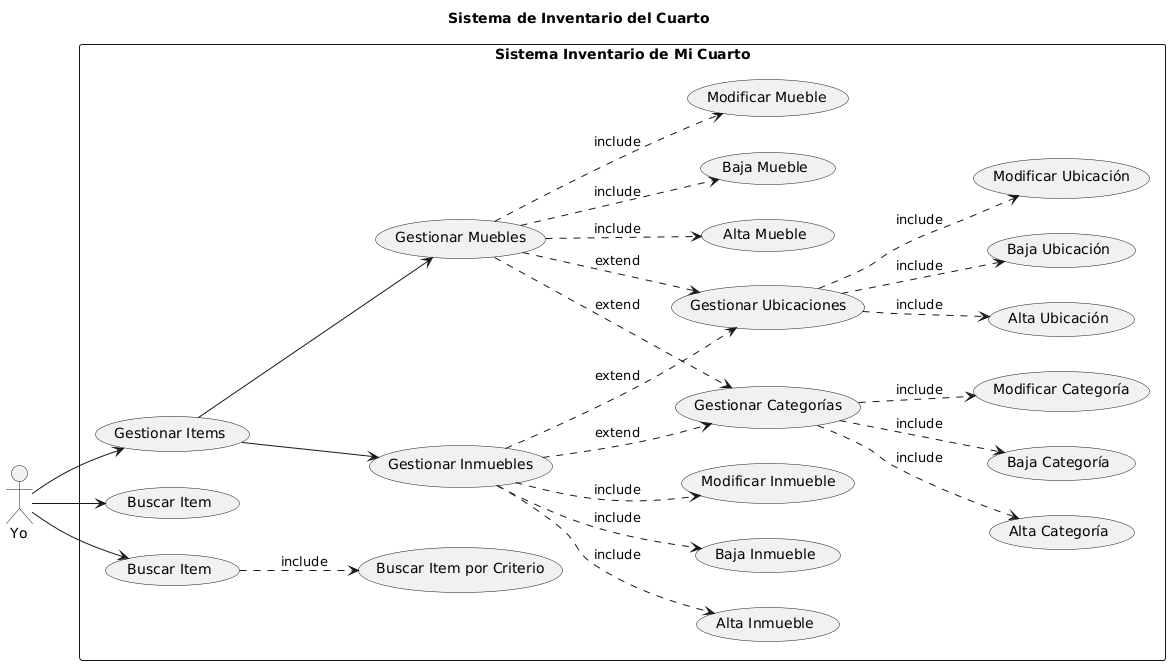 Sistema de Inventario del Cuarto
Sistema Inventario de Mi Cuarto
Modificar Mueble
include
Baja Mueble
include
Modificar Ubicación
include
Alta Mueble
include
Gestionar Muebles
Baja Ubicación
extend
include
Gestionar Ubicaciones
extend
include
Alta Ubicación
extend
include
Modificar Categoría
Gestionar Categorías
include
Gestionar Items
extend
include
Baja Categoría
Gestionar Inmuebles
Modificar Inmueble
include
Yo
Buscar Item
include
Alta Categoría
Baja Inmueble
include
Buscar Item
include
Buscar Item por Criterio
Alta Inmueble